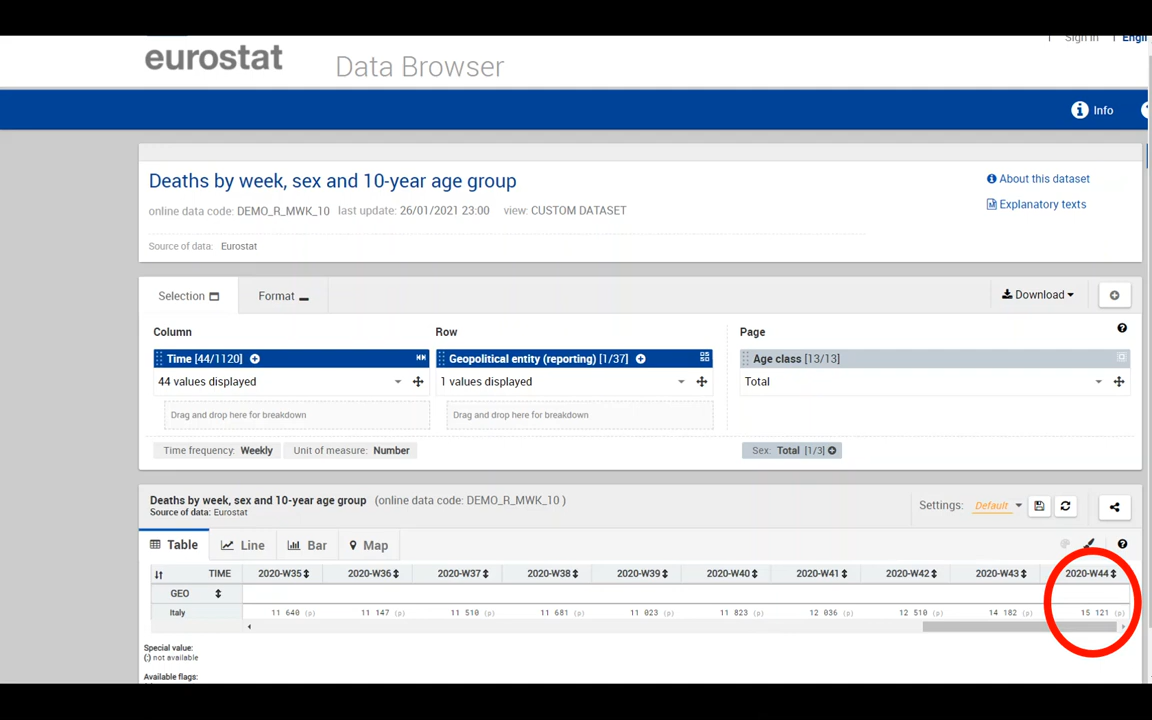 Sign in Engli
eurostat Data Browser
Info
Deaths by week, sex and 10-year age group
About this dataset
online data code: DEMO_R_MWK_10 last update: 26/01/2021 23:00 view: CUSTOM DATASET
Explanatory texts
Source of data: Eurostat
Selection Format Download
Column Row Page
Time [44/1120] Geopolitical entity (reporting) [1/37] Age class [13/13]
44 values displayed 1 values displayed Total
Drag and drop here for breakdown Drag and drop here for breakdown
Time frequency: Weekly Unit of measure: Number Sex: Total [1/3]
Deaths by week, sex and 10-year age group (online data code: DEMO_R_MWK_10 )
Settings: Default
Source of data: Eurostat
Table Line Bar Map
TIME 2020-W35 2020-W36 2020-W37 2020-W38 2020-W39 2020-W40 2020-W41 2020-W42 2020-W43 2020-W44
GEO
Italy 11 640 (p) 11 147 (p) 11 510 (p) 11 681 (p) 11 023 (p) 11 823 (p) 12 036 (p) 12 510 (p) 14 182 (p) 15 121 (p)
Special value:
(:) not available
Available flags: